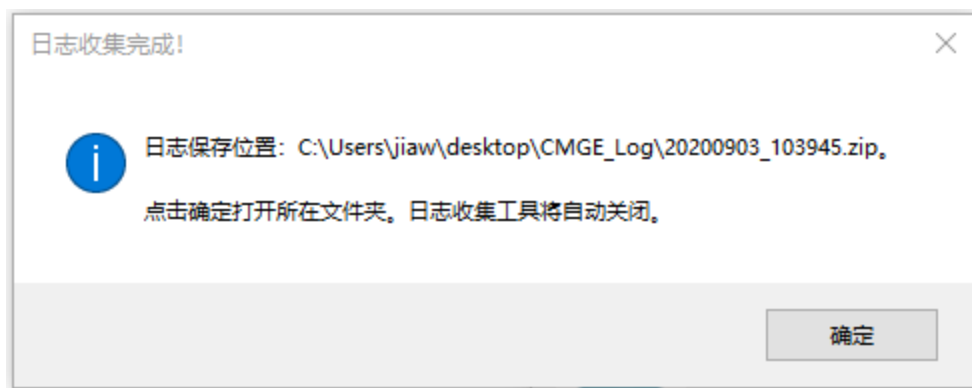 日志收集完成!
日志保存位置：C:\Users\jiaw\desktop\CMGE_Log\20200903_103945.zip。
点击确定打开所在文件夹。日志收集工具将自动关闭。
确定